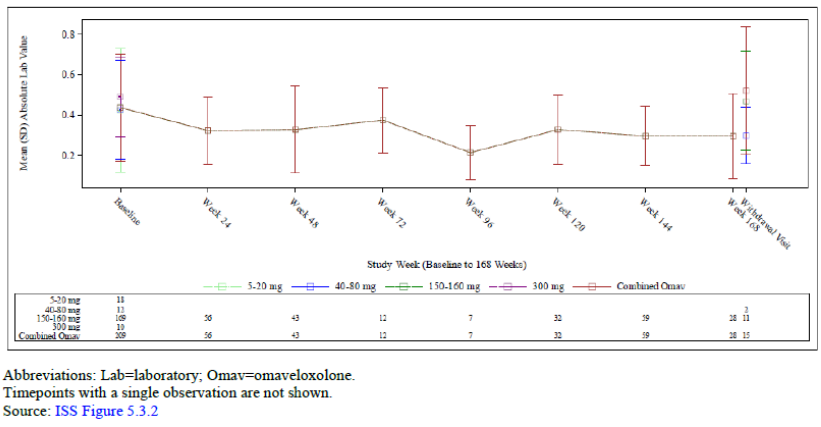 0.8
0.6
0.4
0.2
Mean (SD) Absolute Lab Value
Baseline
Week 24
Week 48
Week 72
Week 96
Week 120
Week 144
Week 168
Withdrawal Visit
Study Week (Baseline to 168 Weeks)
5-20 mg 40-80 mg 150-160 mg 300 mg Combined Omav
5-20 mg
40-80 mg 2
150-160 mg 169 56 43 12 7 32 59 28 11
300 mg 10
Combined Omav 209 56 43 12 7 32 59 28 15
Abbreviations: Lab=laboratory; Omav=omaveloxolone.
Timepoints with a single observation are not shown.
Source: ISS Figure 5.3.2